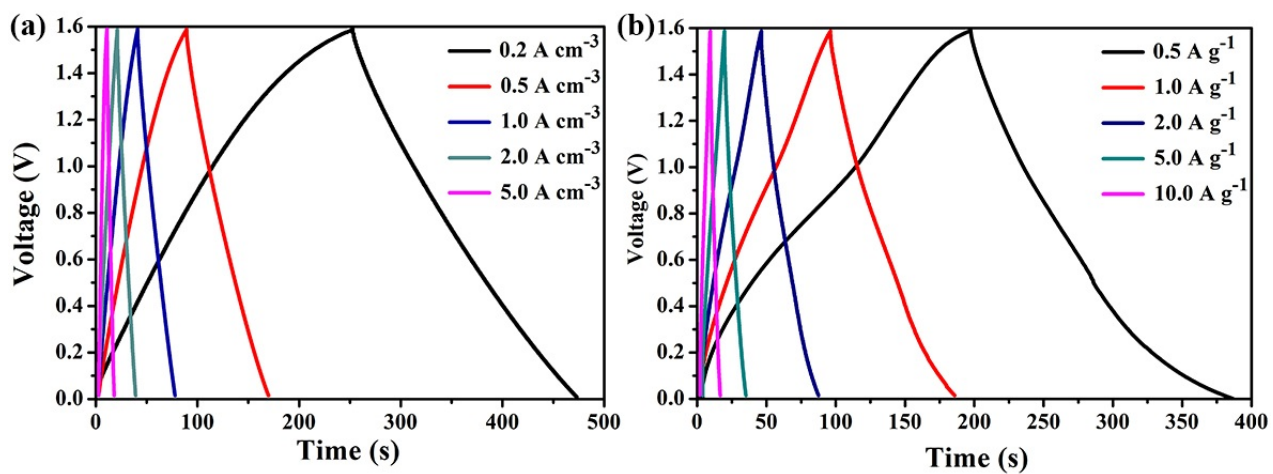 (a)
1.6
1.4
1.2
1.0
0.8
0.6
0.4
0.2
0.0
Voltage (V)
0.2 A cm⁻³
0.5 A cm⁻³
1.0 A cm⁻³
2.0 A cm⁻³
5.0 A cm⁻³
0 100 200 300 400 500
Time (s)
(b)
1.6
1.4
1.2
1.0
0.8
0.6
0.4
0.2
0.0
Voltage (V)
0.5 A g⁻¹
1.0 A g⁻¹
2.0 A g⁻¹
5.0 A g⁻¹
10.0 A g⁻¹
0 50 100 150 200 250 300 350 400
Time (s)